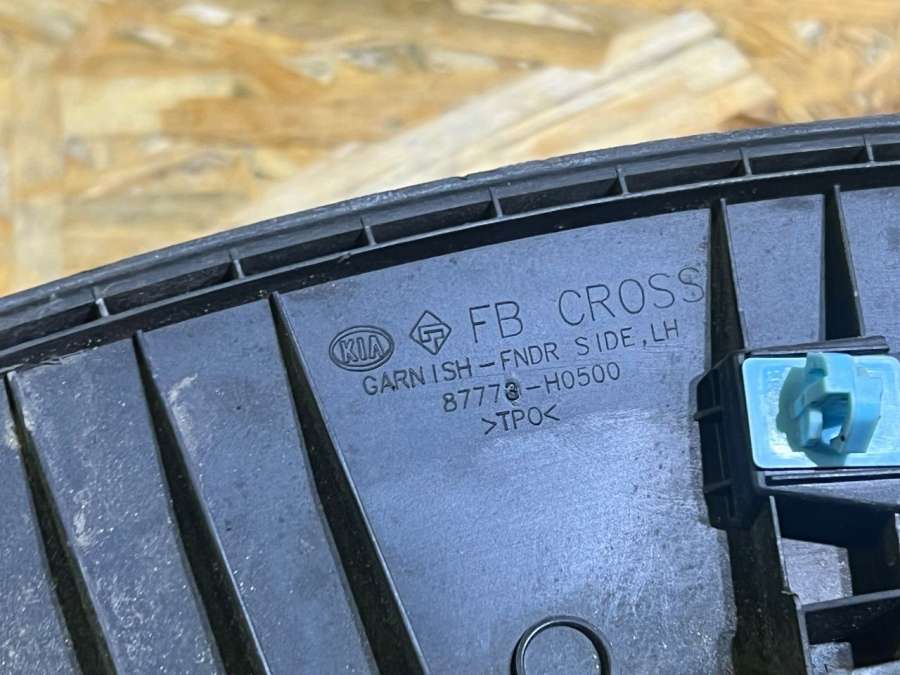 KIA FB CROSS
GARNISH-FNDR SIDE,LH
87773-H0500
>TPO<